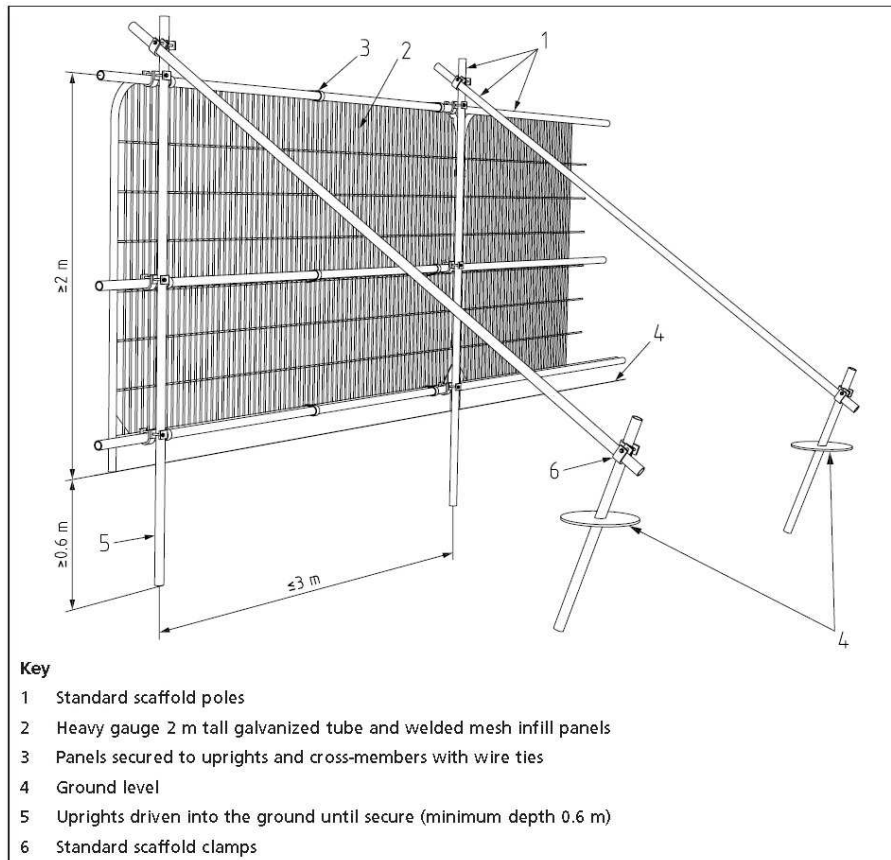 3
2
1
≥2 m
4
6
5
≥0.6 m
≤3 m
4
Key
1 Standard scaffold poles
2 Heavy gauge 2 m tall galvanized tube and welded mesh infill panels
3 Panels secured to uprights and cross-members with wire ties
4 Ground level
5 Uprights driven into the ground until secure (minimum depth 0.6 m)
6 Standard scaffold clamps